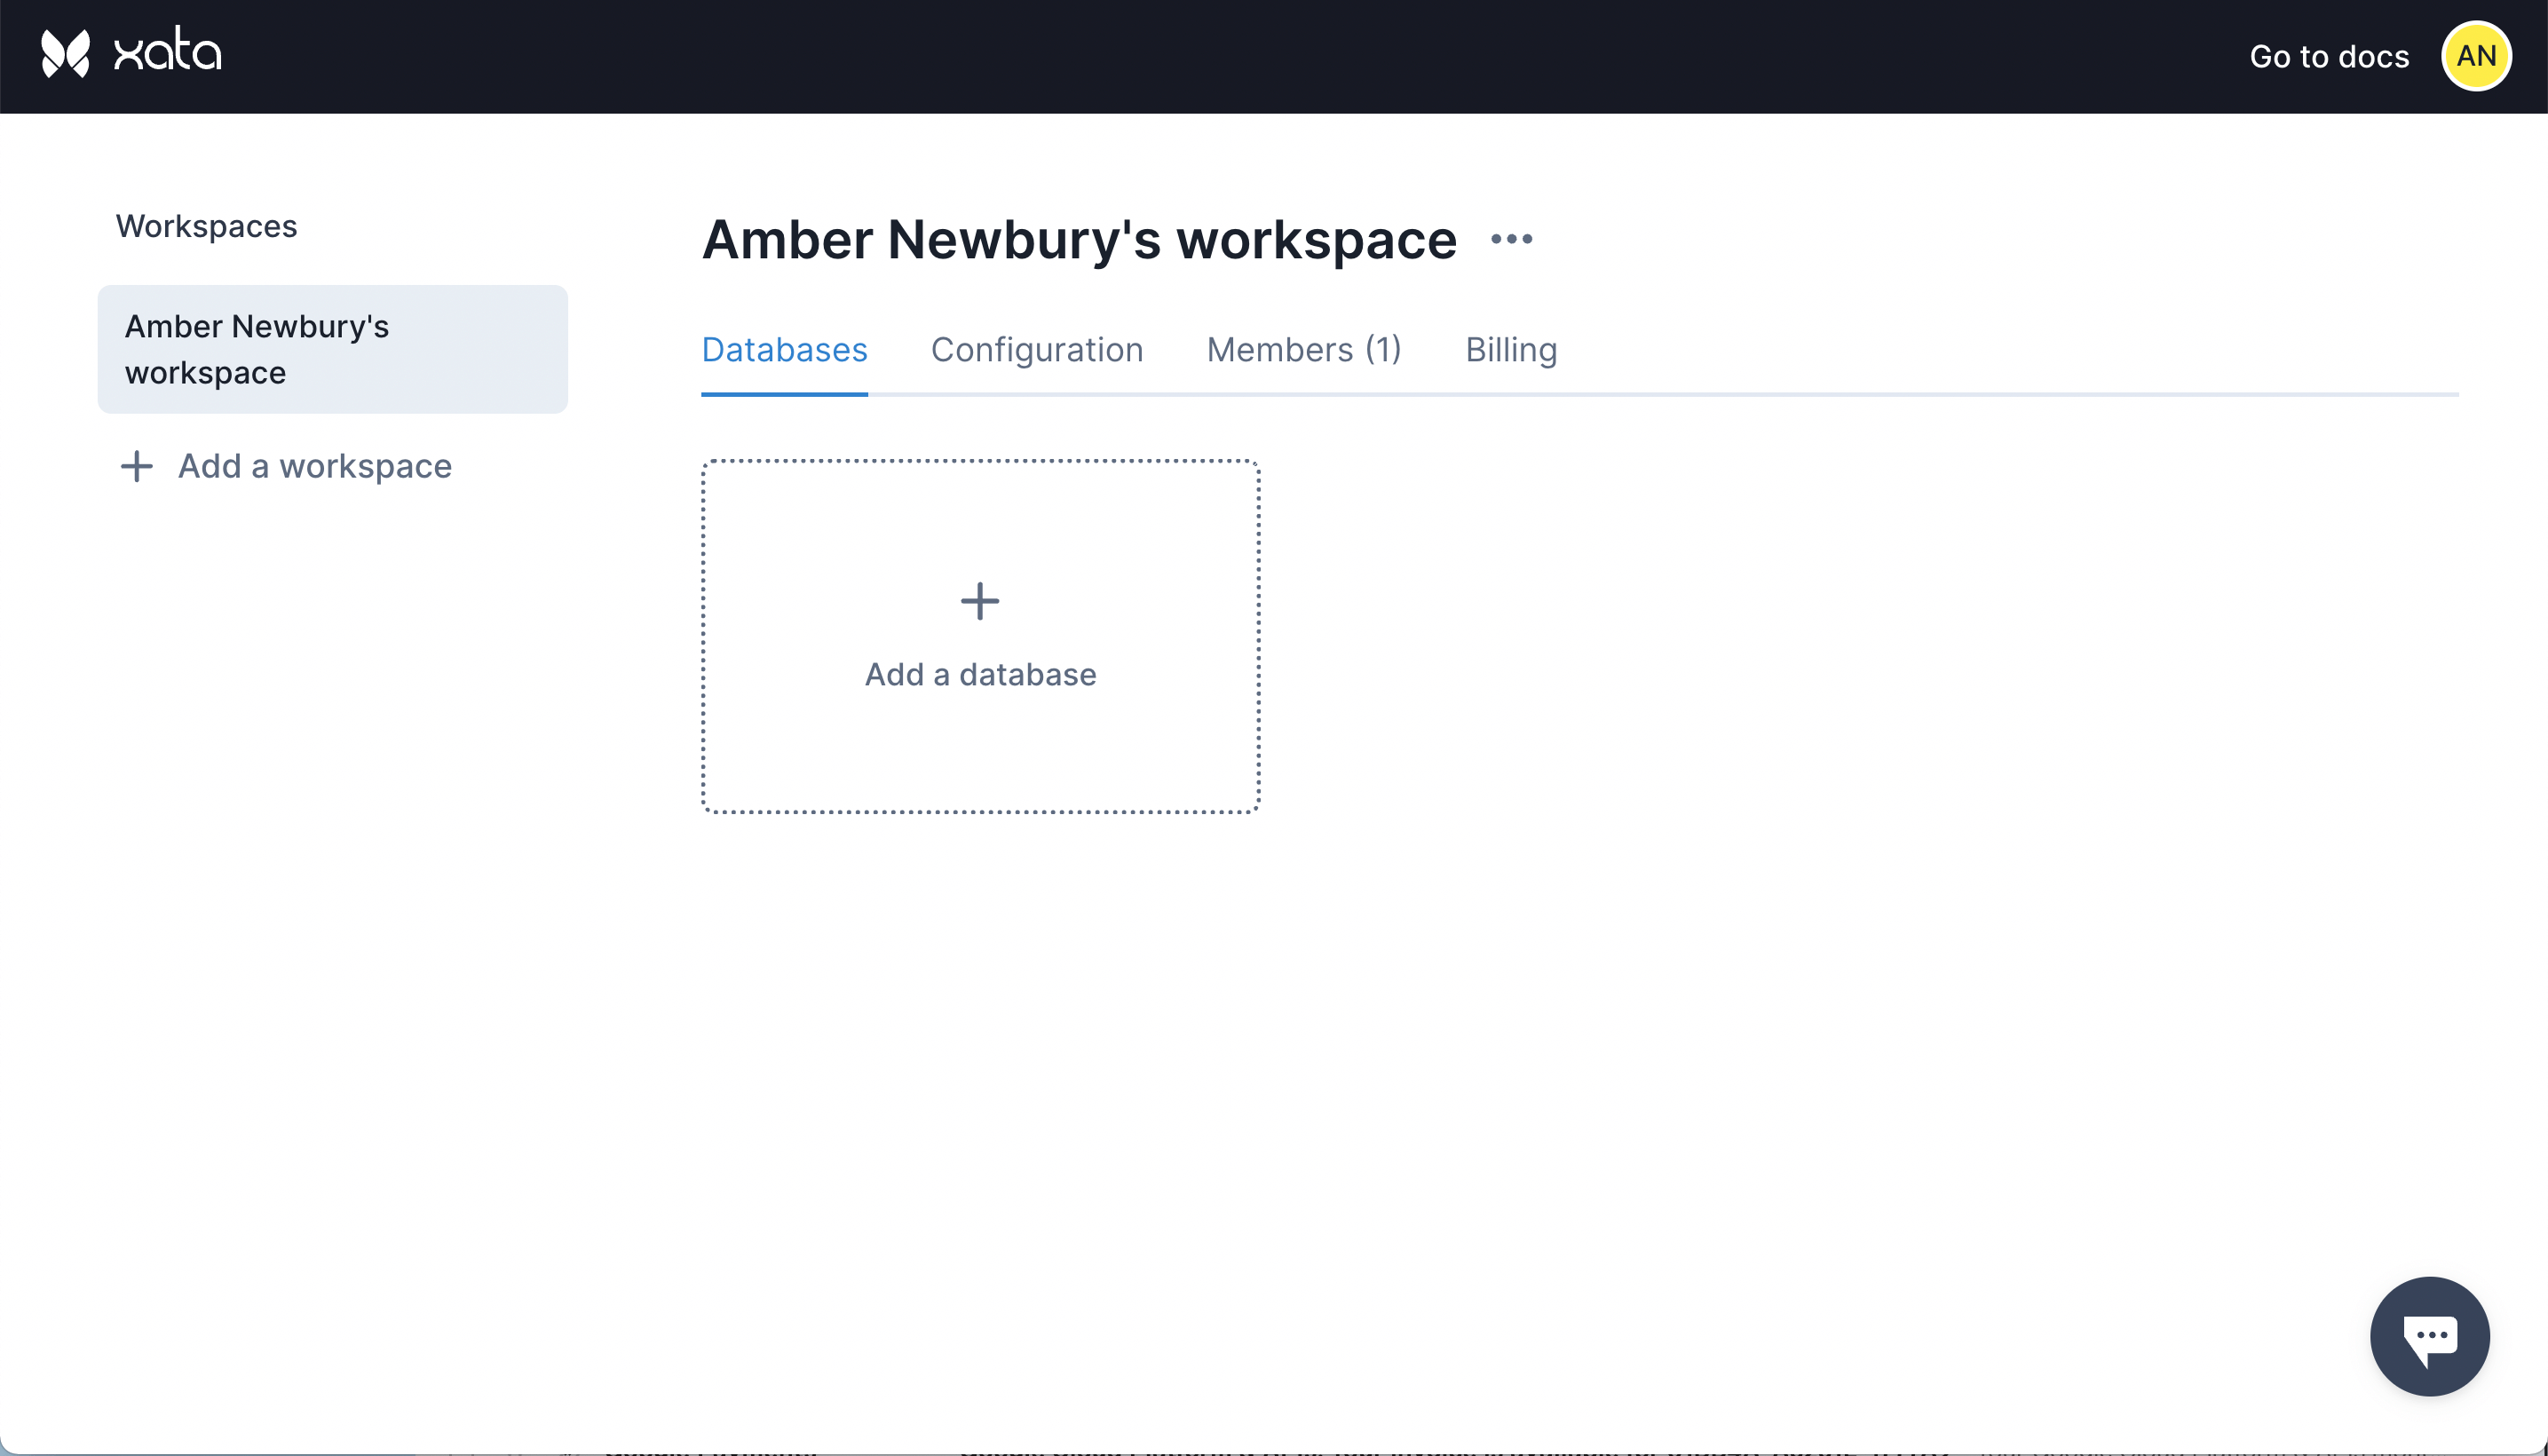 xata
Go to docs
AN
Workspaces
Amber Newbury's
workspace
Add a workspace
Amber Newbury's workspace
Databases
Configuration
Members (1)
Billing
Add a database